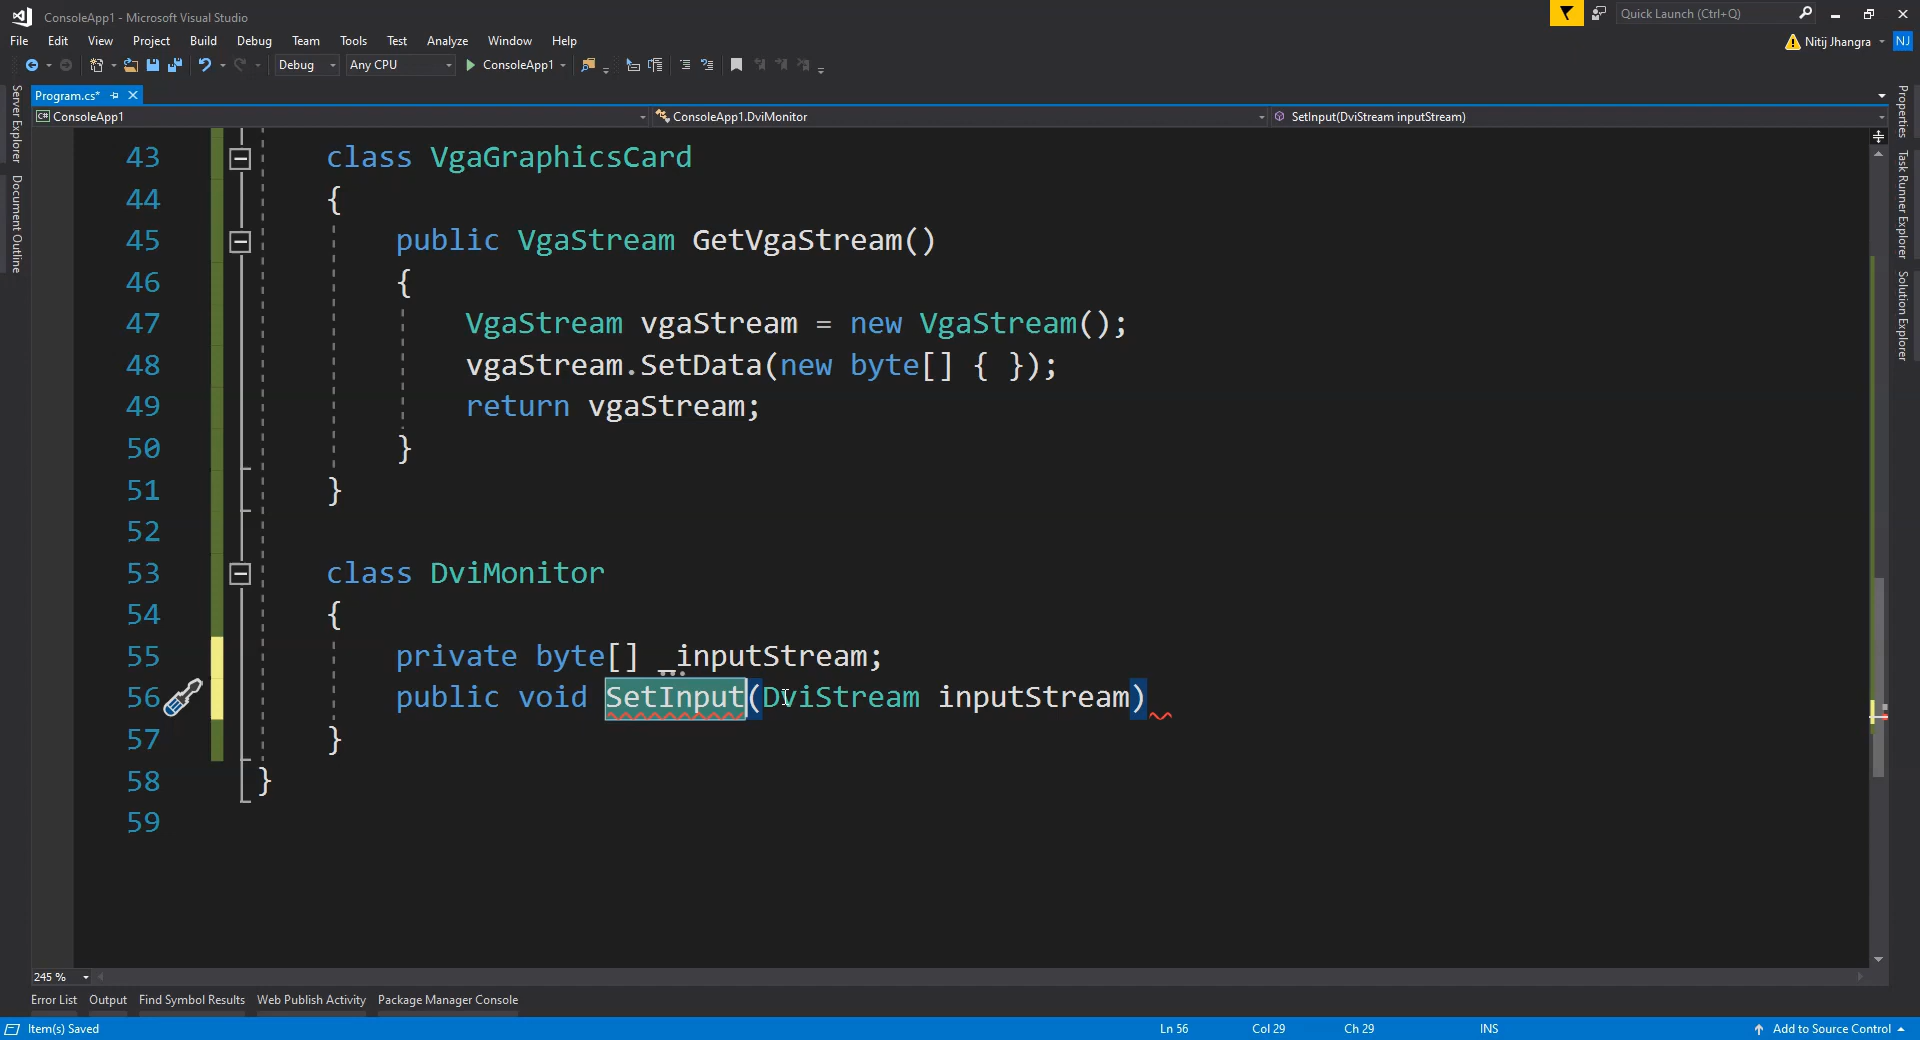 ConsoleApp1 - Microsoft Visual Studio
Quick Launch (Ctrl+Q)
File Edit View Project Build Debug Team Tools Test Analyze Window Help
Nitij Jhangra NJ
Debug Any CPU ConsoleApp1
Program.cs*
C# ConsoleApp1 ConsoleApp1.DviMonitor SetInput(DviStream inputStream)
Server Explorer
Document Outline
Properties
Task Runner Explorer
Solution Explorer
43 class VgaGraphicsCard
44 {
45 public VgaStream GetVgaStream()
46 {
47 VgaStream vgaStream = new VgaStream();
48 vgaStream.SetData(new byte[] { });
49 return vgaStream;
50 }
51 }
52
53 class DviMonitor
54 {
55 private byte[] _inputStream;
56 public void SetInput(DviStream inputStream)
57 }
58 }
59
245 %
Error List Output Find Symbol Results Web Publish Activity Package Manager Console
Item(s) Saved Ln 56 Col 29 Ch 29 INS Add to Source Control